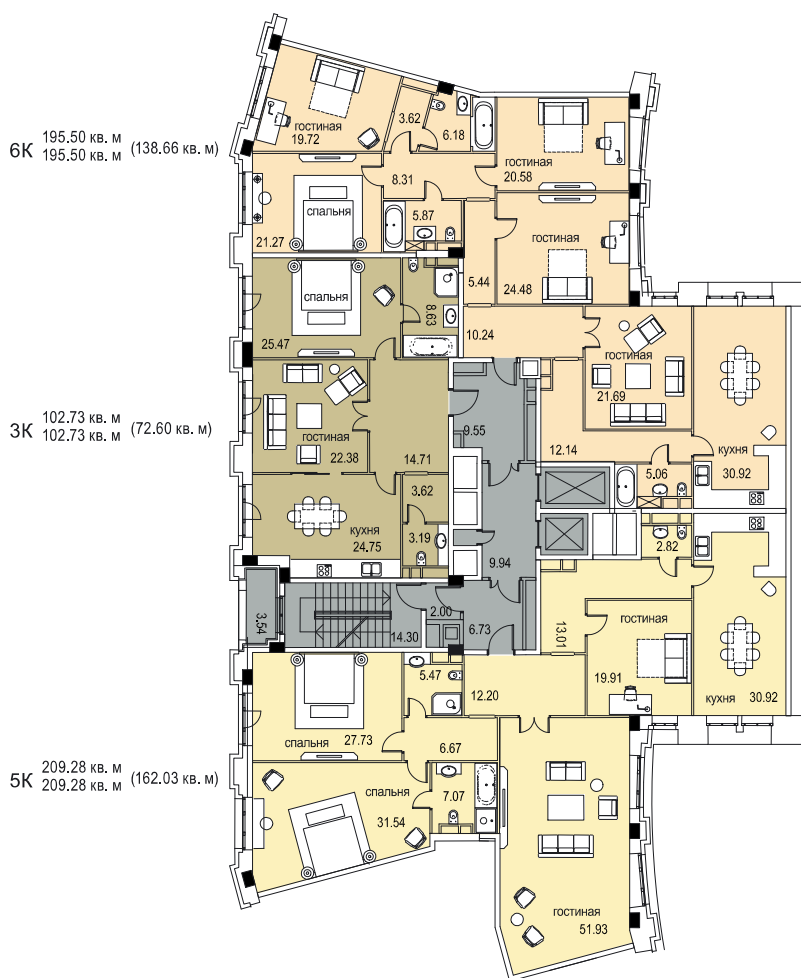 гостиная
19.72
3.62
6.18
6К
195.50 кв. м
195.50 кв. м
(138.66 кв. м)
гостиная
20.58
8.31
спальня
21.27
5.87
гостиная
24.48
5.44
спальня
25.47
8.63
10.24
гостиная
21.69
3К
102.73 кв. м
102.73 кв. м
(72.60 кв. м)
гостиная
22.38
14.71
9.55
12.14
5.06
кухня
30.92
3.62
кухня
24.75
3.19
9.94
2.82
3.54
14.30
2.00
6.73
13.01
гостиная
19.91
кухня
30.92
5.47
12.20
спальня
27.73
6.67
5К
209.28 кв. м
209.28 кв. м
(162.03 кв. м)
спальня
31.54
7.07
гостиная
51.93